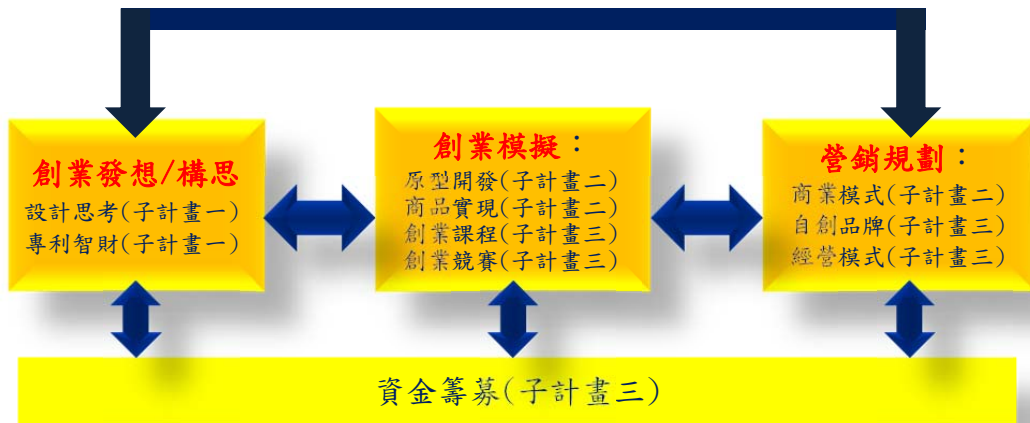 創業發想/構思
設計思考(子計畫一)
專利智財(子計畫一)
創業模擬：
原型開發(子計畫二)
商品實現(子計畫二)
創業課程(子計畫三)
創業競賽(子計畫三)
營銷規劃：
商業模式(子計畫二)
自創品牌(子計畫三)
經營模式(子計畫三)
資金籌募(子計畫三)